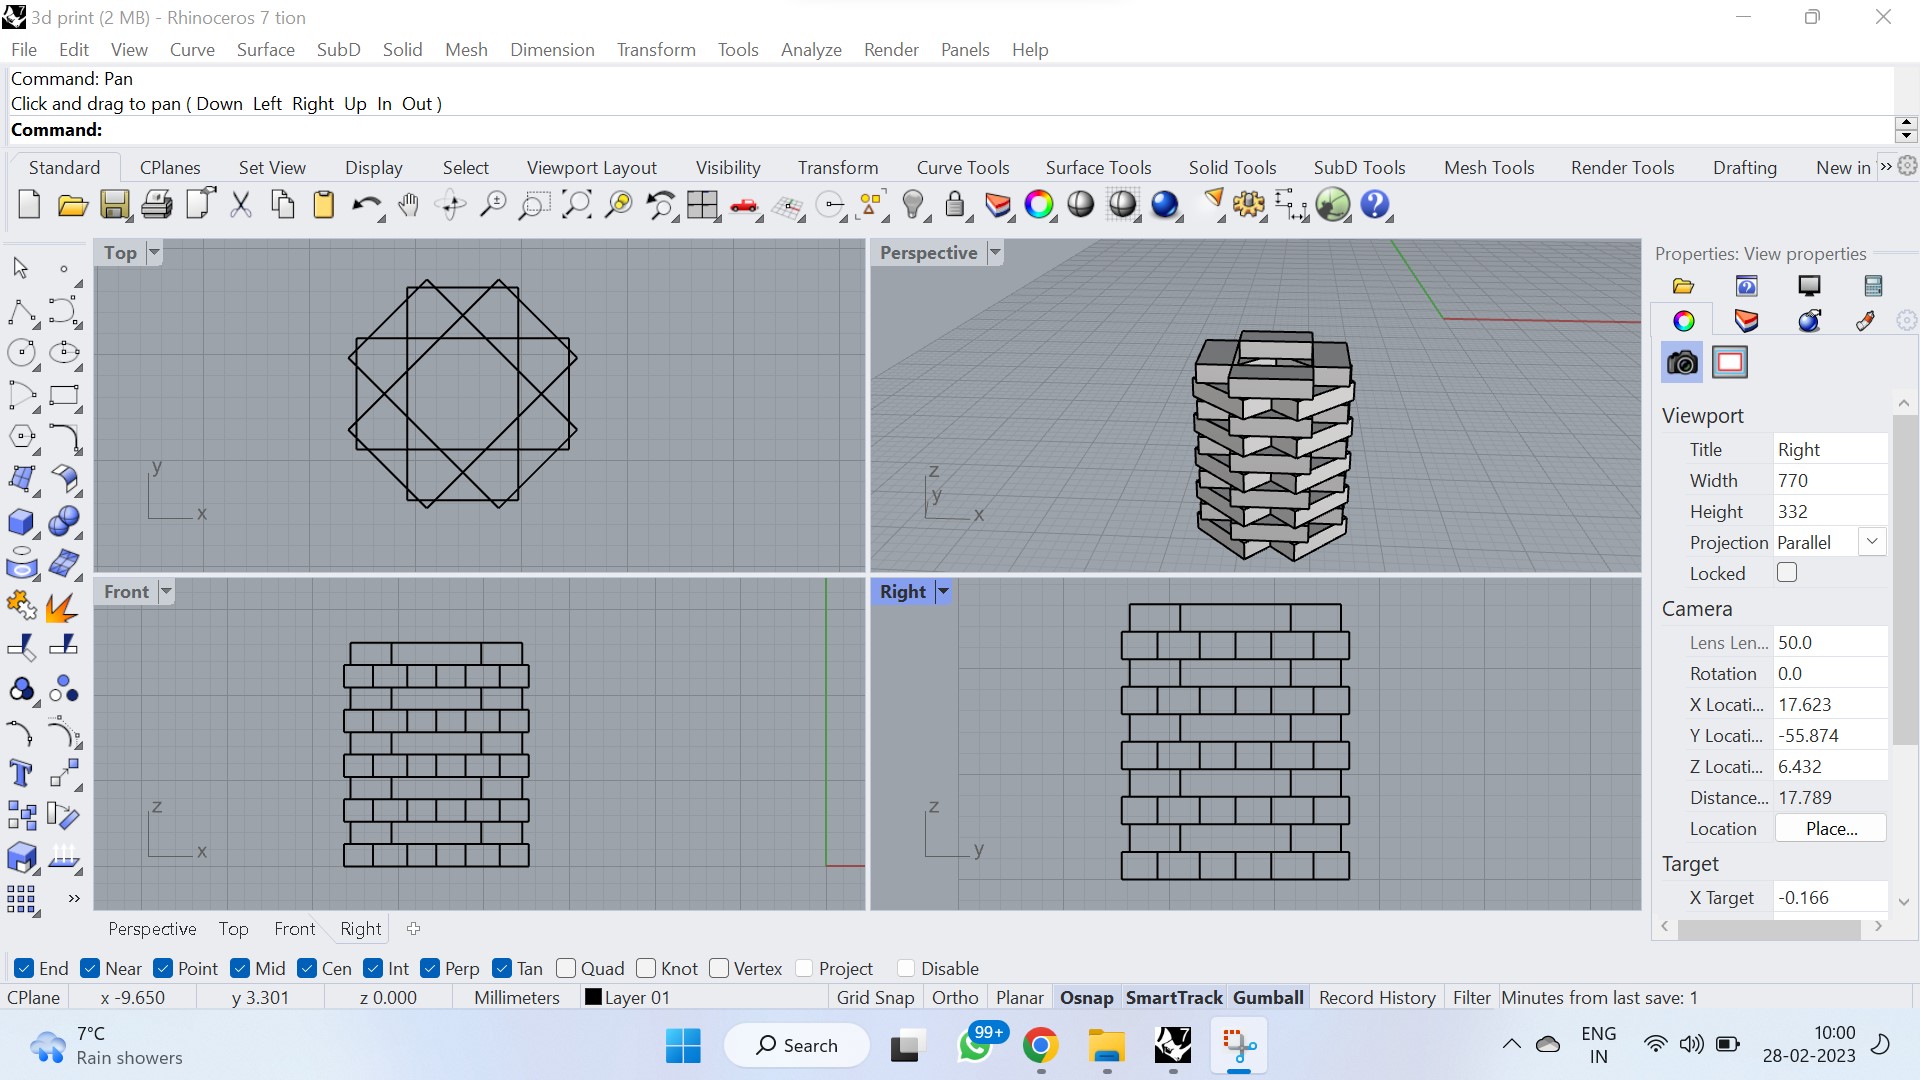 3d print (2 MB) - Rhinoceros 7 tion
File Edit View Curve Surface SubD Solid Mesh Dimension Transform Tools Analyze Render Panels Help
Command: Pan
Click and drag to pan ( Down Left Right Up In Out )
Command:
Standard CPlanes Set View Display Select Viewport Layout Visibility Transform Curve Tools Surface Tools Solid Tools SubD Tools Mesh Tools Render Tools Drafting New in
Top
y
x
Perspective
z
y
x
Front
z
x
Right
z
y
Properties: View properties
Viewport
Title Right
Width 770
Height 332
Projection Parallel
Locked
Camera
Lens Len... 50.0
Rotation 0.0
X Locati... 17.623
Y Locati... -55.874
Z Locati... 6.432
Distance... 17.789
Location Place...
Target
X Target -0.166
Perspective Top Front Right
End Near Point Mid Cen Int Perp Tan Quad Knot Vertex Project Disable
CPlane x -9.650 y 3.301 z 0.000 Millimeters Layer 01 Grid Snap Ortho Planar Osnap SmartTrack Gumball Record History Filter Minutes from last save: 1
7°C
Rain showers
Search
99+
7
ENG
IN
10:00
28-02-2023